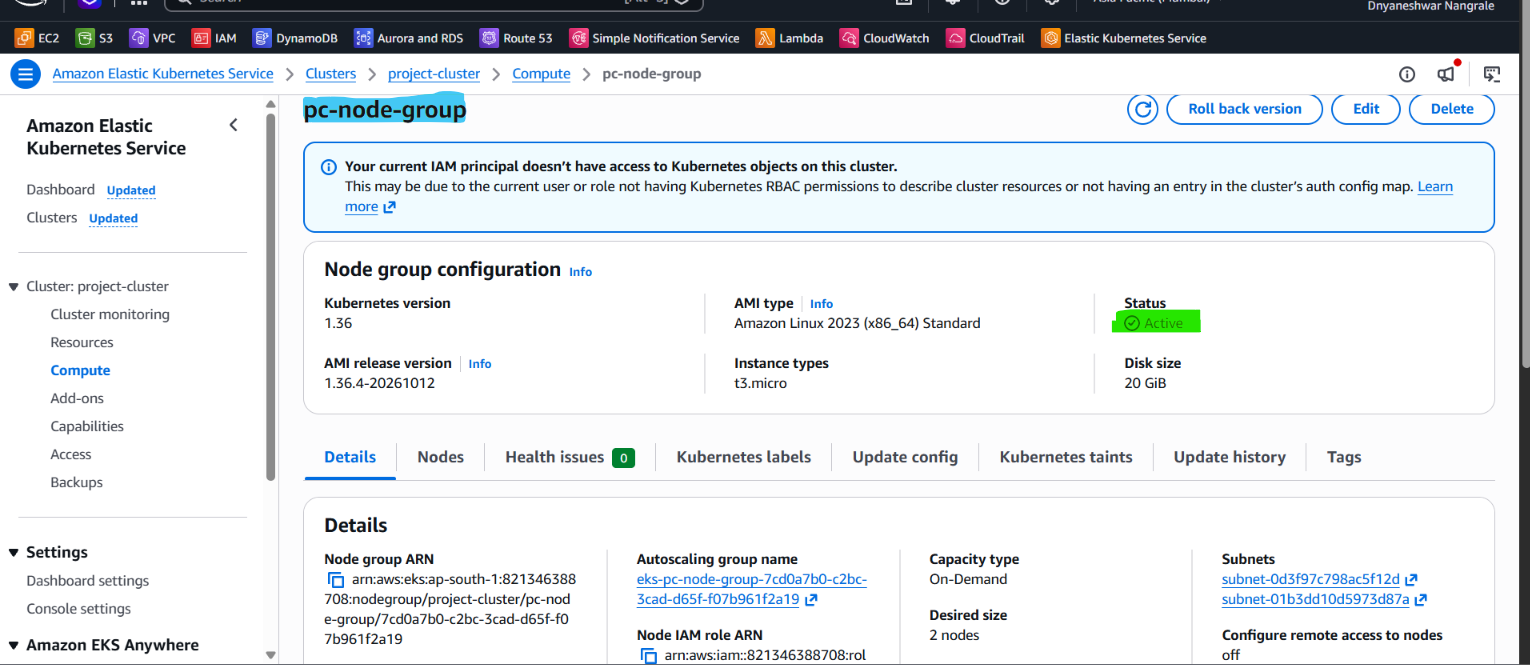 Dnyaneshwar Nangrale
EC2 S3 VPC IAM DynamoDB Aurora and RDS Route 53 Simple Notification Service Lambda CloudWatch CloudTrail Elastic Kubernetes Service
Amazon Elastic Kubernetes Service Clusters project-cluster Compute pc-node-group
Amazon Elastic
Kubernetes Service
Dashboard Updated
Clusters Updated
Cluster: project-cluster
Cluster monitoring
Resources
Compute
Add-ons
Capabilities
Access
Backups
Settings
Dashboard settings
Console settings
Amazon EKS Anywhere
pc-node-group
Roll back version Edit Delete
Your current IAM principal doesn’t have access to Kubernetes objects on this cluster.
This may be due to the current user or role not having Kubernetes RBAC permissions to describe cluster resources or not having an entry in the cluster’s auth config map. Learn
more
Node group configuration Info
Kubernetes version
1.36
AMI type Info
Amazon Linux 2023 (x86_64) Standard
Status
Active
AMI release version Info
1.36.4-20261012
Instance types
t3.micro
Disk size
20 GiB
Details Nodes Health issues 0 Kubernetes labels Update config Kubernetes taints Update history Tags
Details
Node group ARN
arn:aws:eks:ap-south-1:821346388
708:nodegroup/project-cluster/pc-nod
e-group/7cd0a7b0-c2bc-3cad-d65f-f0
7b961f2a19
Autoscaling group name
eks-pc-node-group-7cd0a7b0-c2bc-
3cad-d65f-f07b961f2a19
Node IAM role ARN
arn:aws:iam::821346388708:rol
Capacity type
On-Demand
Desired size
2 nodes
Subnets
subnet-0d3f97c798ac5f12d
subnet-01b3dd10d5973d87a
Configure remote access to nodes
off